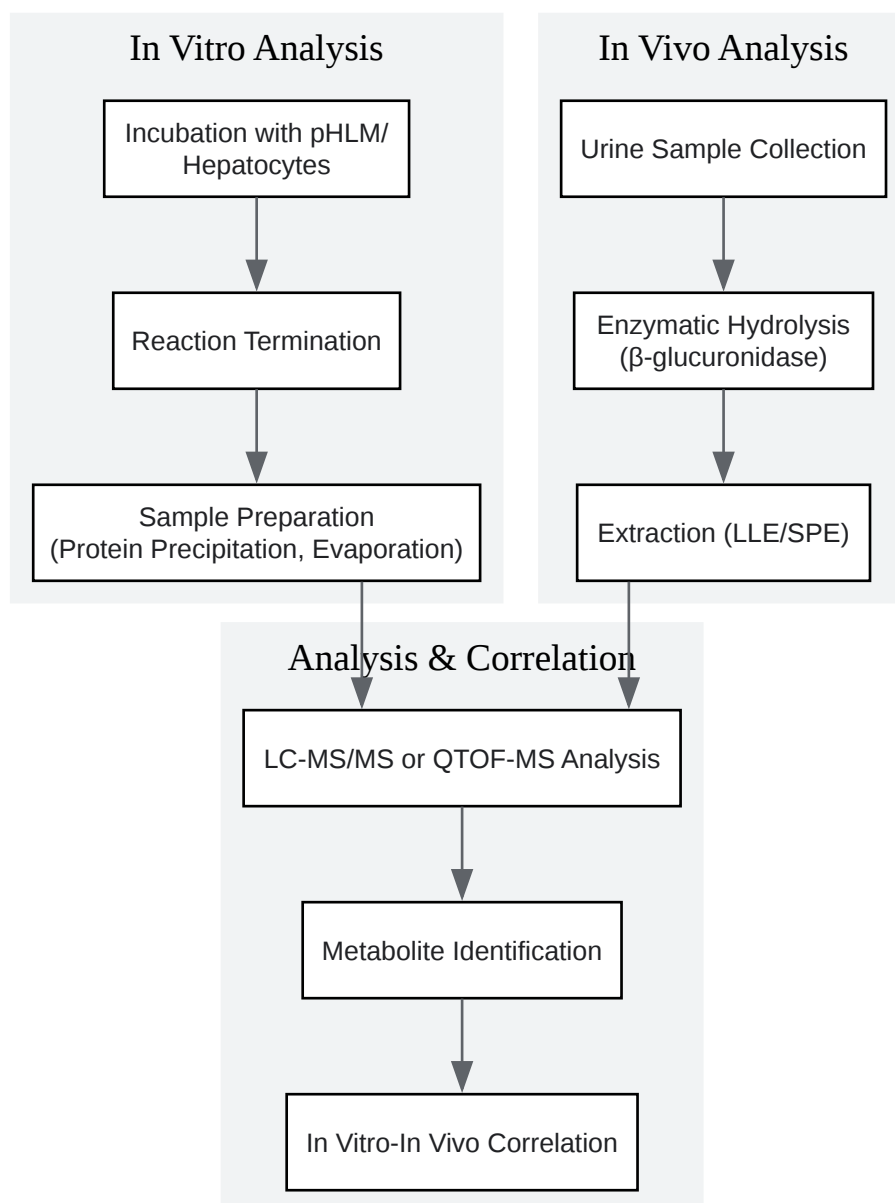 In Vitro Analysis
Incubation with pHLM/
Hepatocytes
Reaction Termination
Sample Preparation
(Protein Precipitation, Evaporation)
In Vivo Analysis
Urine Sample Collection
Enzymatic Hydrolysis
(β-glucuronidase)
Extraction (LLE/SPE)
Analysis & Correlation
LC-MS/MS or QTOF-MS Analysis
Metabolite Identification
In Vitro-In Vivo Correlation